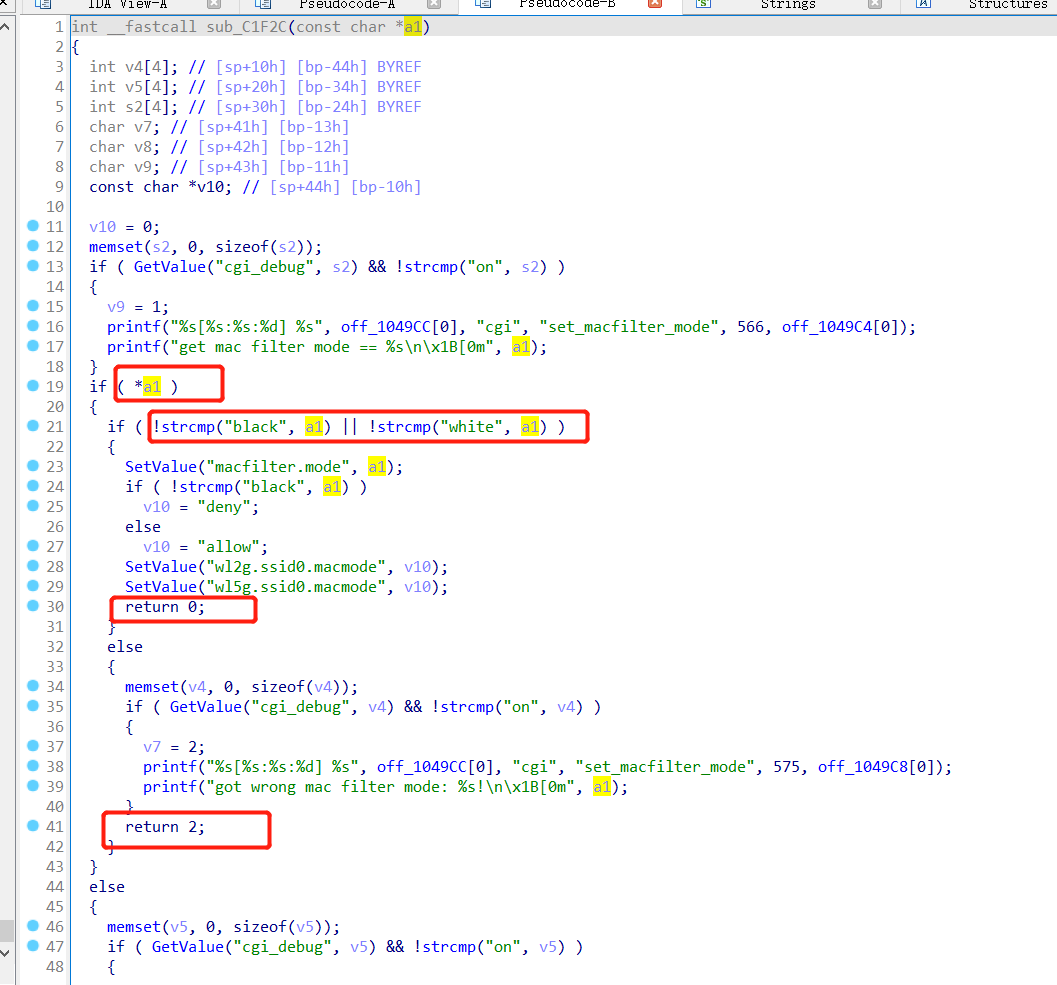 IDA View-A Pseudocode-A Pseudocode-B Strings Structures
1 int __fastcall sub_C1F2C(const char *a1)
2 {
3 int v4[4]; // [sp+10h] [bp-44h] BYREF
4 int v5[4]; // [sp+20h] [bp-34h] BYREF
5 int s2[4]; // [sp+30h] [bp-24h] BYREF
6 char v7; // [sp+41h] [bp-13h]
7 char v8; // [sp+42h] [bp-12h]
8 char v9; // [sp+43h] [bp-11h]
9 const char *v10; // [sp+44h] [bp-10h]
10
11 v10 = 0;
12 memset(s2, 0, sizeof(s2));
13 if ( GetValue("cgi_debug", s2) && !strcmp("on", s2) )
14 {
15 v9 = 1;
16 printf("%s[%s:%s:%d] %s", off_1049CC[0], "cgi", "set_macfilter_mode", 566, off_1049C4[0]);
17 printf("get mac filter mode == %s\n\x1B[0m", a1);
18 }
19 if ( *a1 )
20 {
21 if ( !strcmp("black", a1) || !strcmp("white", a1) )
22 {
23 SetValue("macfilter.mode", a1);
24 if ( !strcmp("black", a1) )
25 v10 = "deny";
26 else
27 v10 = "allow";
28 SetValue("wl2g.ssid0.macmode", v10);
29 SetValue("wl5g.ssid0.macmode", v10);
30 return 0;
31 }
32 else
33 {
34 memset(v4, 0, sizeof(v4));
35 if ( GetValue("cgi_debug", v4) && !strcmp("on", v4) )
36 {
37 v7 = 2;
38 printf("%s[%s:%s:%d] %s", off_1049CC[0], "cgi", "set_macfilter_mode", 575, off_1049C8[0]);
39 printf("got wrong mac filter mode: %s!\n\x1B[0m", a1);
40 }
41 return 2;
42 }
43 }
44 else
45 {
46 memset(v5, 0, sizeof(v5));
47 if ( GetValue("cgi_debug", v5) && !strcmp("on", v5) )
48 {